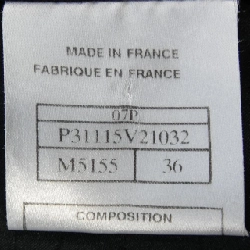 MADE IN FRANCE
FABRIQUE EN FRANCE
07P
P31115V21032
M5155 36
COMPOSITION